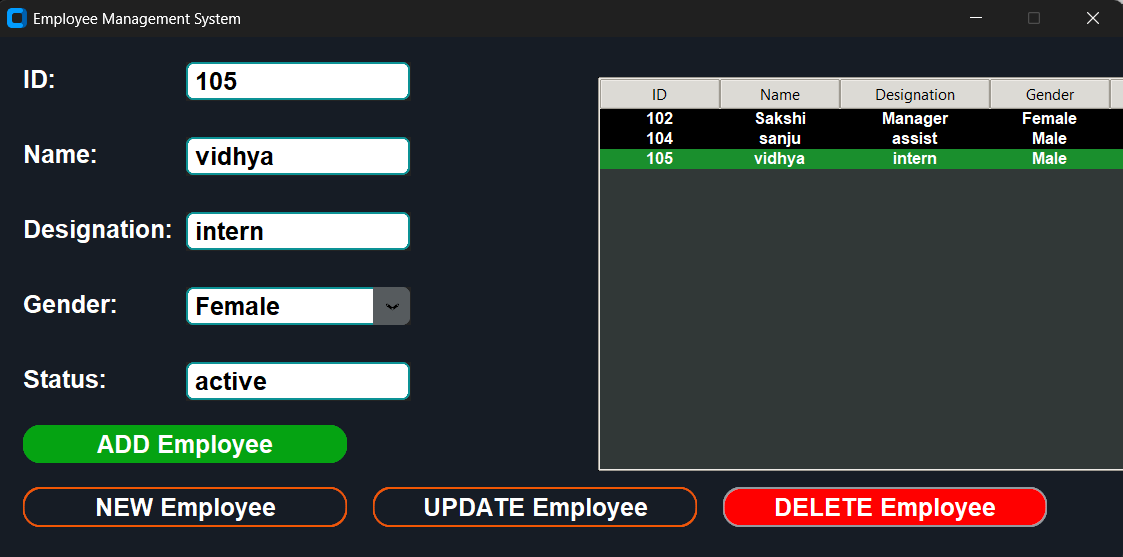 Employee Management System
ID: 105
Name: vidhya
Designation: intern
Gender: Female
Status: active
ADD Employee
NEW Employee UPDATE Employee DELETE Employee
ID Name Designation Gender
102 Sakshi Manager Female
104 sanju assist Male
105 vidhya intern Male